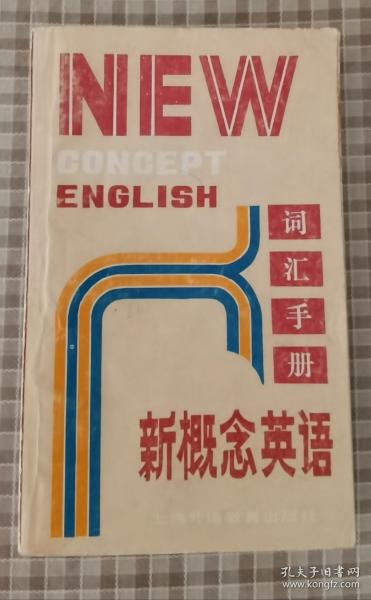 NEW
CONCEPT
ENGLISH
词汇手册
新概念英语
上海外语教育出版社
孔夫子旧书网
kongfz.com